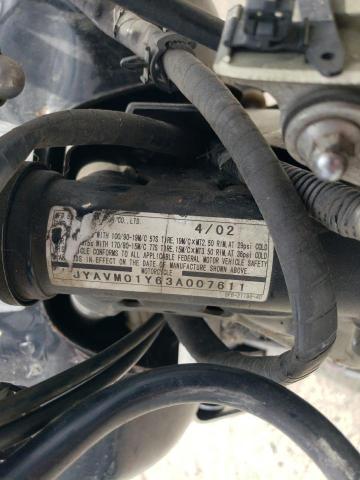 CO., LTD. 4/02
WITH 100/90-19M/C 57S TIRE, 19M/C×MT2.50 RIM, AT 29psi COLD
WITH 170/80-15M/C 77S TIRE, 15M/C×MT3.50 RIM, AT 36psi COLD
CONFORMS TO ALL APPLICABLE FEDERAL MOTOR VEHICLE SAFETY
IN EFFECT ON THE DATE OF MANUFACTURE SHOWN ABOVE.
JYAVM01Y63A007611
MOTORCYCLE